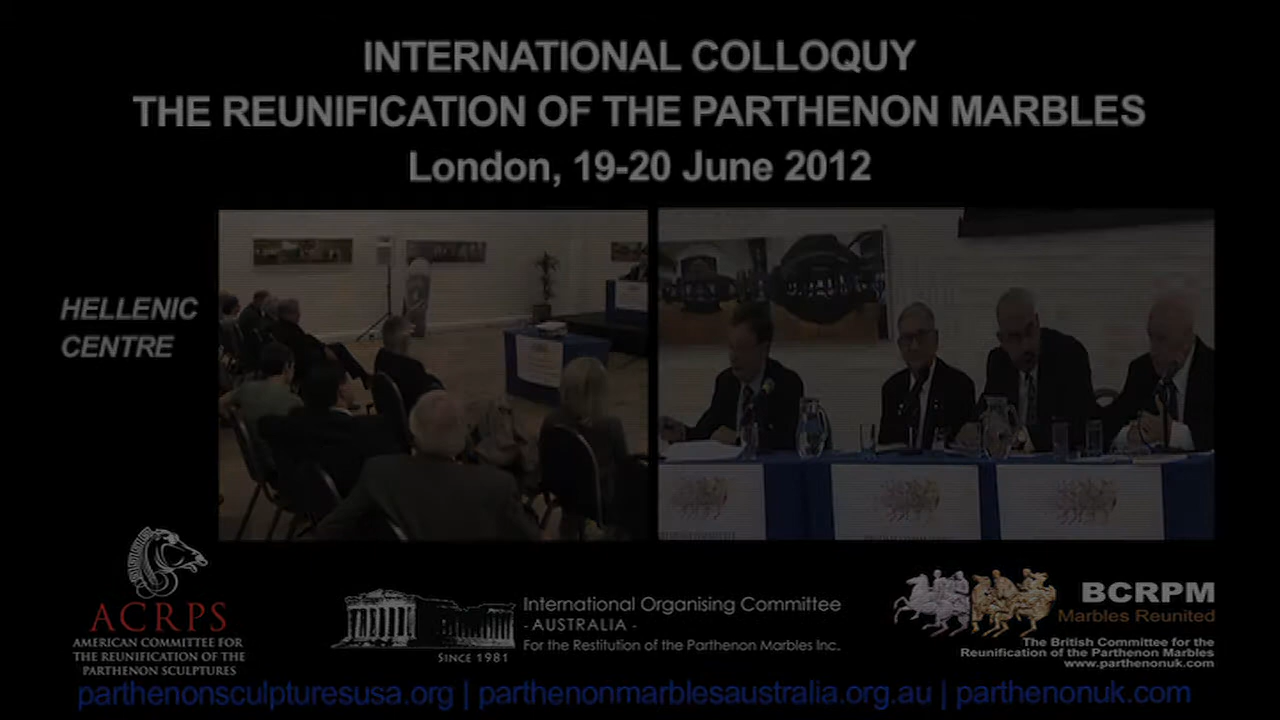 INTERNATIONAL COLLOQUY
THE REUNIFICATION OF THE PARTHENON MARBLES
London, 19-20 June 2012
HELLENIC
CENTRE
ACRPS
AMERICAN COMMITTEE FOR
THE REUNIFICATION OF THE
PARTHENON SCULPTURES
International Organising Committee
- AUSTRALIA -
For the Restitution of the Parthenon Marbles Inc.
SINCE 1981
BCRPM
Marbles Reunited
The British Committee for the
Reunification of the Parthenon Marbles
www.parthenonuk.com
parthenonsculpturesusa.org | parthenonmarblesaustralia.org.au | parthenonuk.com